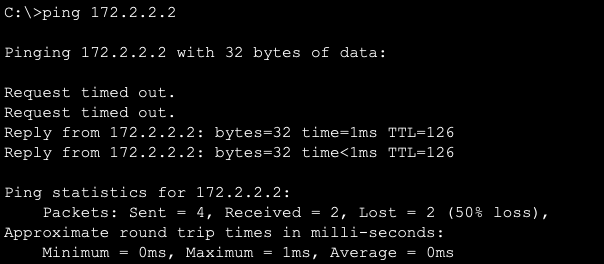 C:\>ping 172.2.2.2
Pinging 172.2.2.2 with 32 bytes of data:
Request timed out.
Request timed out.
Reply from 172.2.2.2: bytes=32 time=1ms TTL=126
Reply from 172.2.2.2: bytes=32 time<1ms TTL=126
Ping statistics for 172.2.2.2:
    Packets: Sent = 4, Received = 2, Lost = 2 (50% loss),
Approximate round trip times in milli-seconds:
    Minimum = 0ms, Maximum = 1ms, Average = 0ms